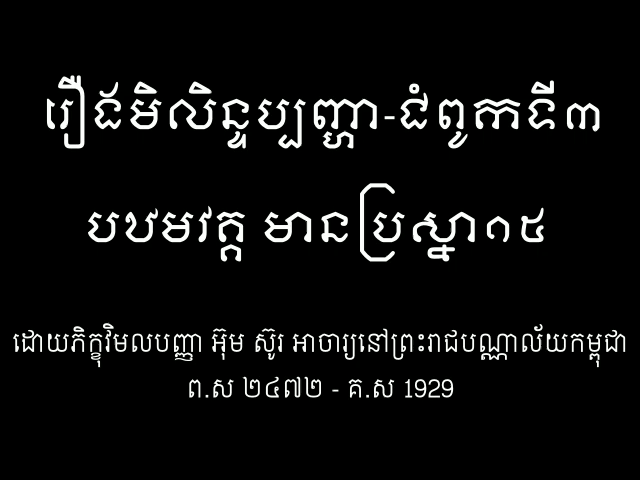 រឿងមិលិន្ទប្បញ្ហា-ជំពូកទី៣
បឋមវគ្គ មានប្រស្នា១៥
ដោយភិក្ខុវិមលបញ្ញា អ៊ុម ស៊ូរ អាចារ្យនៅព្រះរាជបណ្ណាល័យកម្ពុជា
ព.ស ២៤៧២ - គ.ស 1929